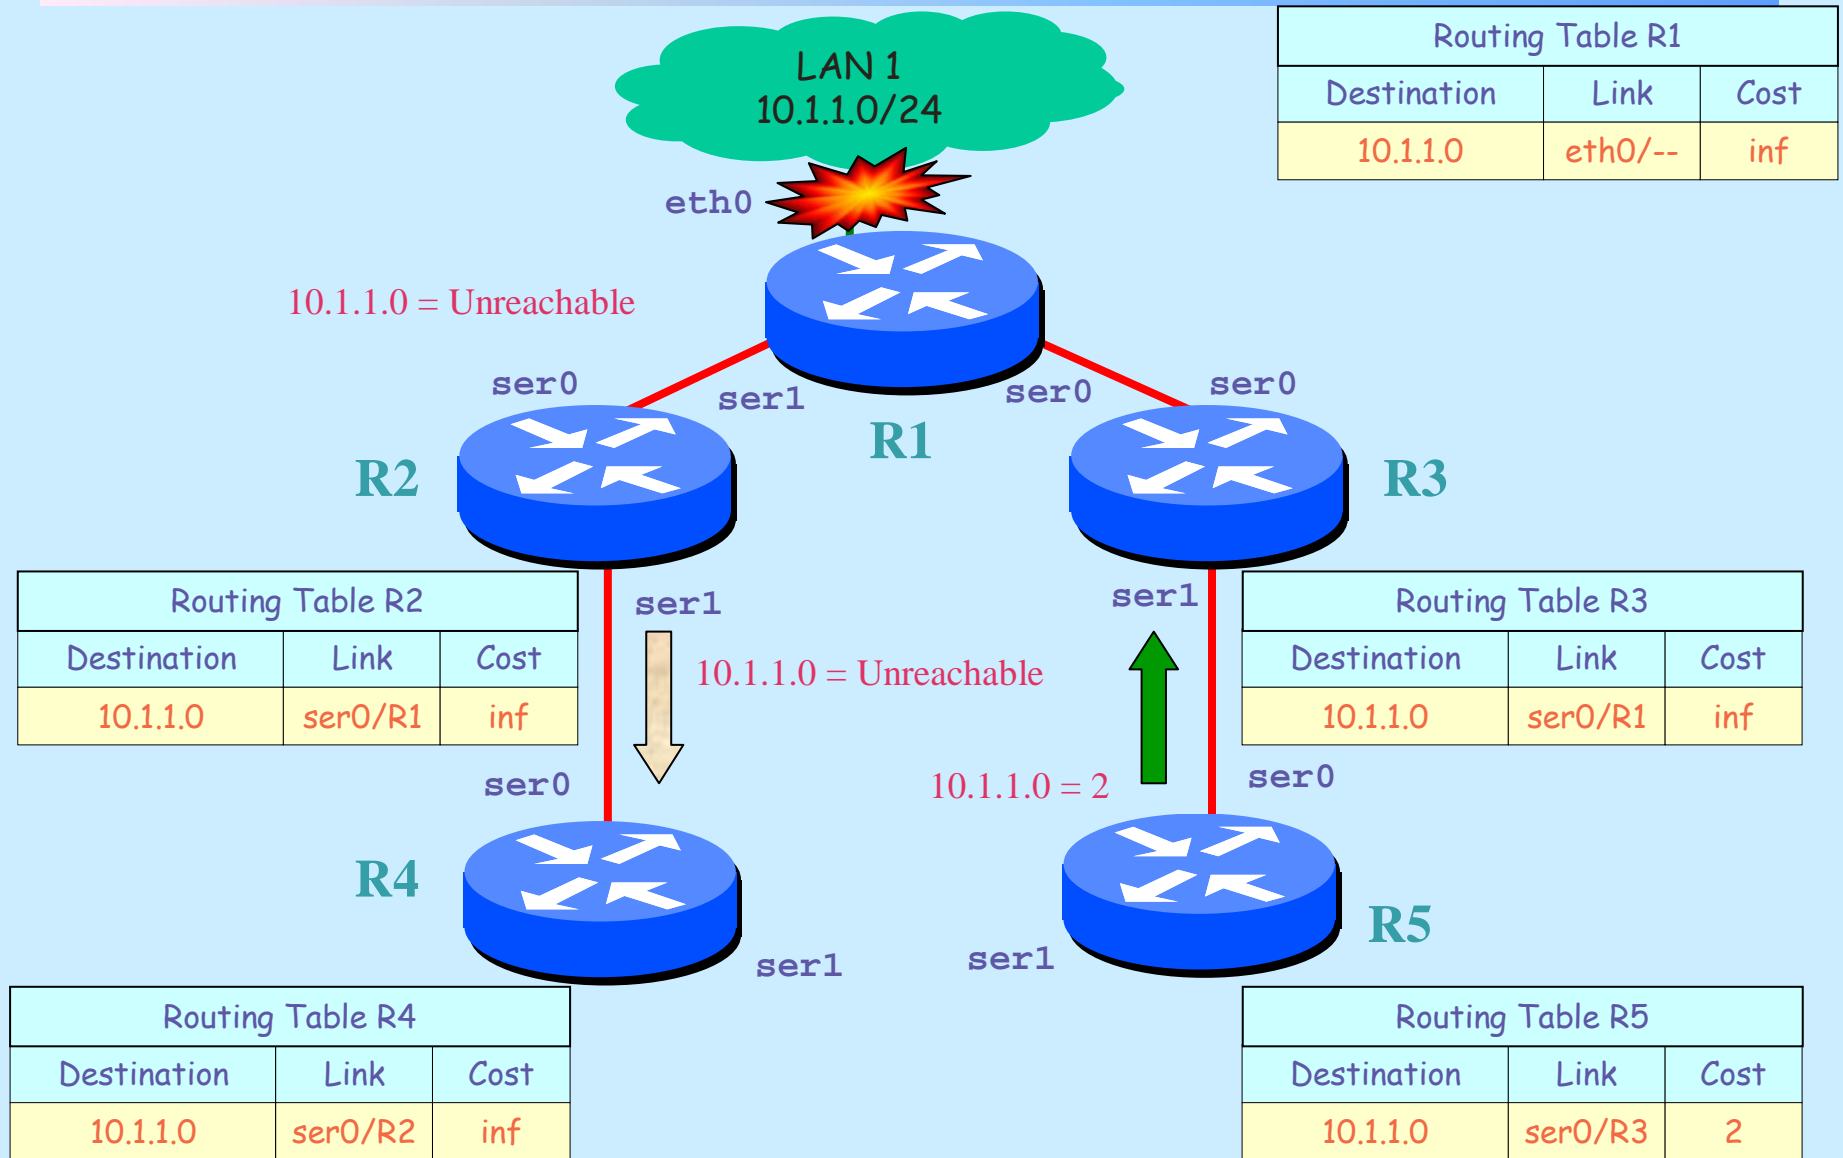 LAN 1
10.1.1.0/24
Routing Table R1
Destination Link Cost
10.1.1.0 eth0/-- inf
eth0
10.1.1.0 = Unreachable
ser0
ser1
ser0
ser0
R1
R2
R3
Routing Table R2
Destination Link Cost
10.1.1.0 ser0/R1 inf
ser1
10.1.1.0 = Unreachable
ser1
Routing Table R3
Destination Link Cost
10.1.1.0 ser0/R1 inf
ser0
10.1.1.0 = 2
ser0
R4
ser1
ser1
R5
Routing Table R4
Destination Link Cost
10.1.1.0 ser0/R2 inf
Routing Table R5
Destination Link Cost
10.1.1.0 ser0/R3 2